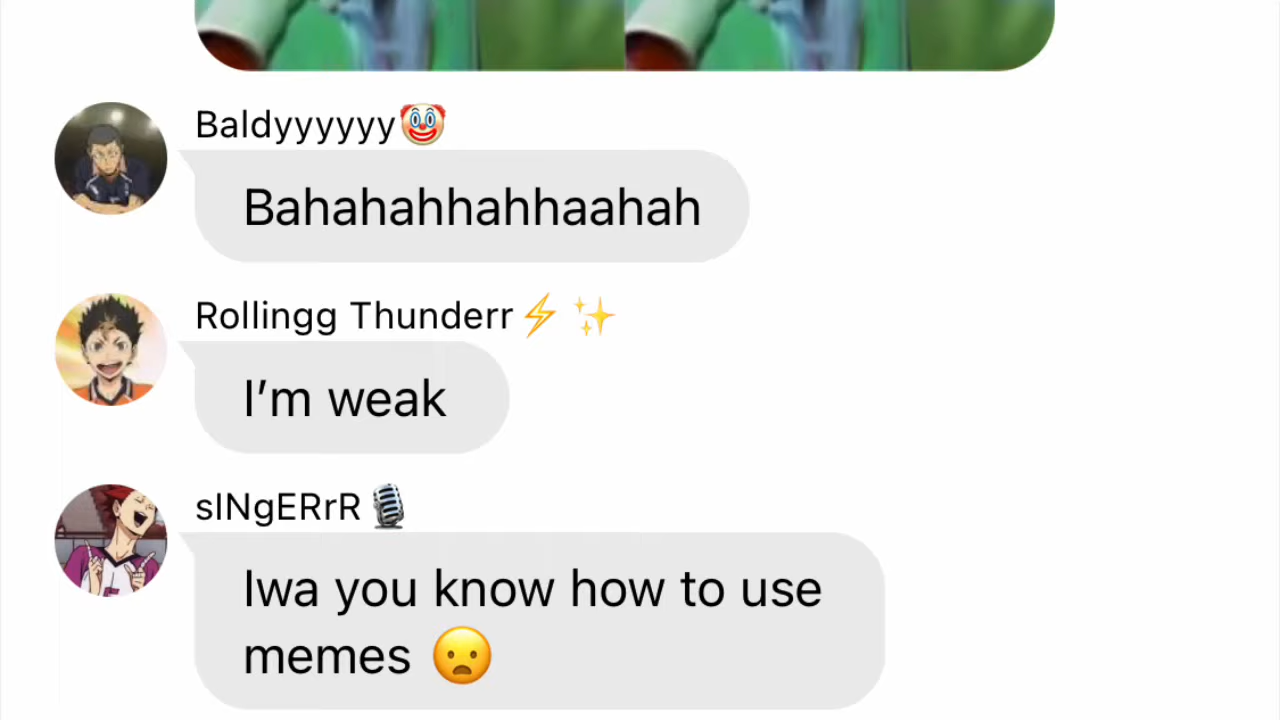 Baldyyyyyy🤡
Bahahahhahhaahah
Rollingg Thunderr⚡✨
I’m weak
sINgERrR🎙
Iwa you know how to use
memes 😦